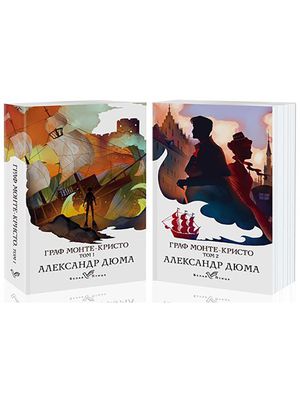 ГРАФ МОНТЕ-КРИСТО ТОМ 1
ГРАФ МОНТЕ-КРИСТО
ТОМ 1
АЛЕКСАНДР ДЮМА
ГРАФ МОНТЕ-КРИСТО
ТОМ 2
АЛЕКСАНДР ДЮМА